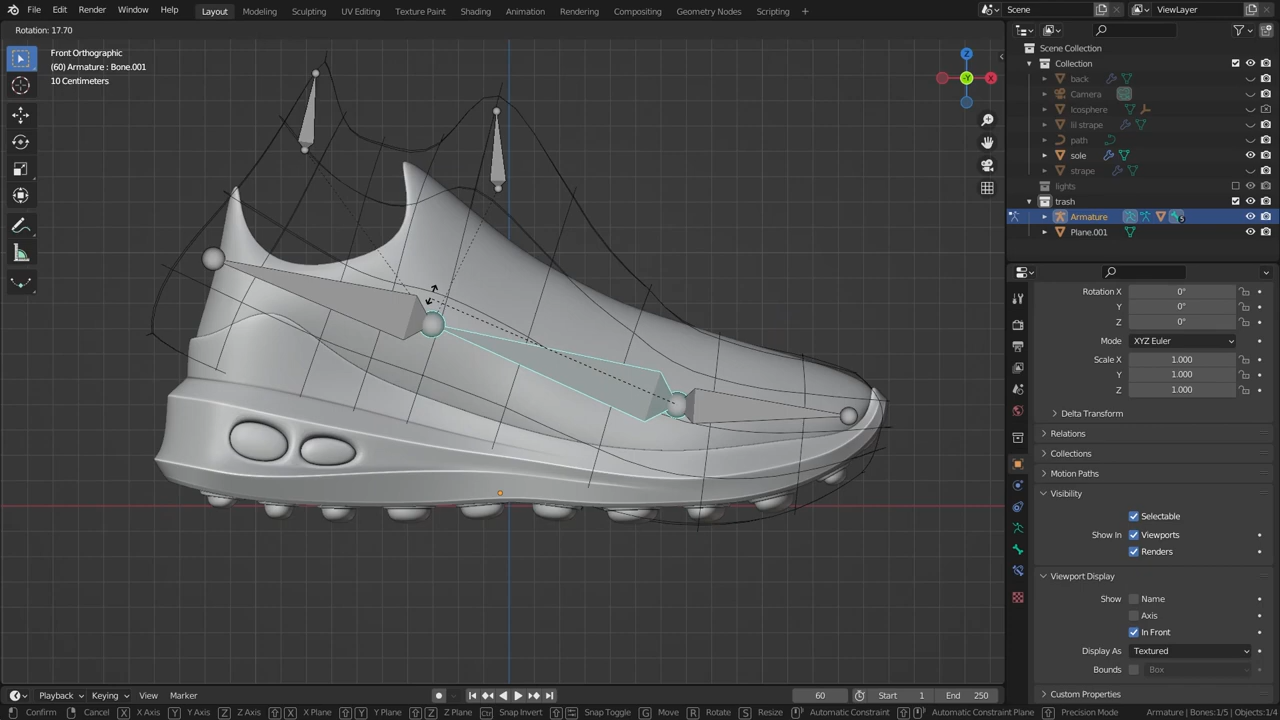 File Edit Render Window Help Layout Modeling Sculpting UV Editing Texture Paint Shading Animation Rendering Compositing Geometry Nodes Scripting + Scene ViewLayer
Rotation: 17.70
Front Orthographic
(60) Armature : Bone.001
10 Centimeters
Z
X
-Y
Scene Collection
Collection
back
Camera
Icosphere
lil strape
path
sole
strape
lights
trash
Armature 5
Plane.001
Rotation X 0°
Y 0°
Z 0°
Mode XYZ Euler
Scale X 1.000
Y 1.000
Z 1.000
Delta Transform
Relations
Collections
Motion Paths
Visibility
Selectable
Show In Viewports
Renders
Viewport Display
Show Name
Axis
In Front
Display As Textured
Bounds Box
Custom Properties
Playback Keying View Marker 60 Start 1 End 250
Confirm Cancel X X Axis Y Y Axis Z Z Axis X X Plane Y Y Plane Z Z Plane Snap Invert Snap Toggle G Move R Rotate S Resize Automatic Constraint Automatic Constraint Plane Precision Mode Armature | Bones:1/5 | Objects:1/4